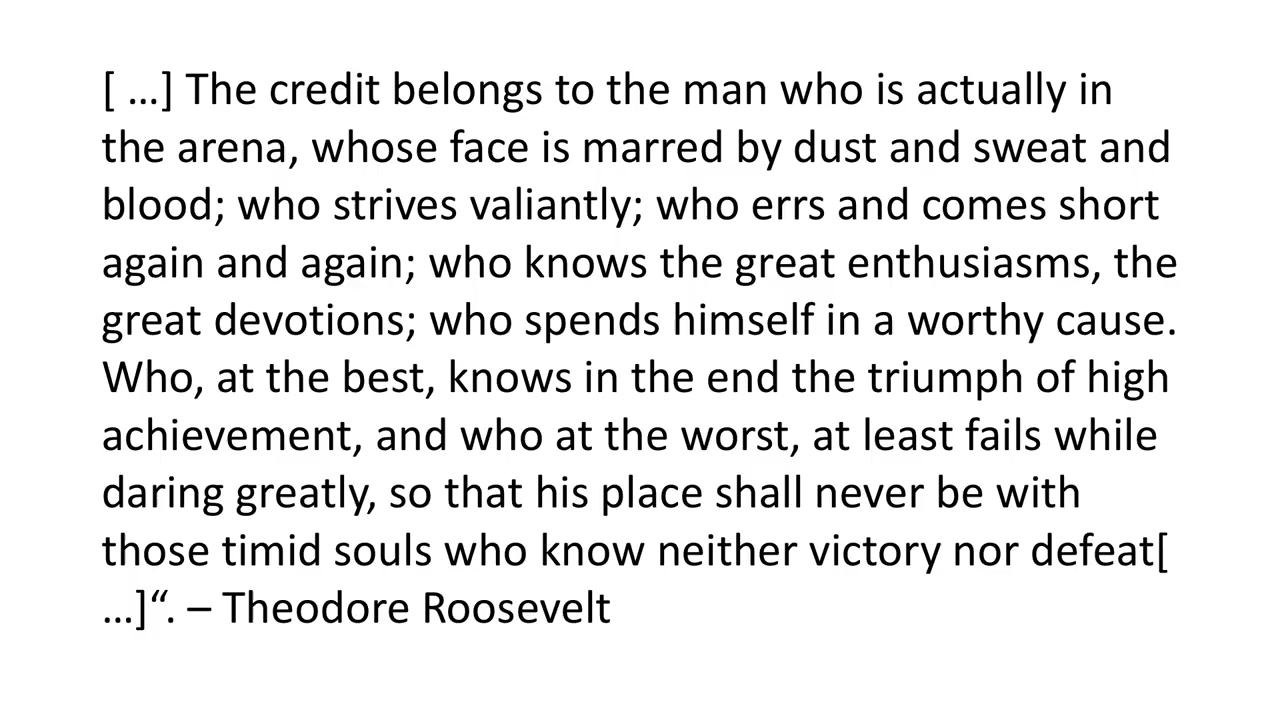 [ …] The credit belongs to the man who is actually in
the arena, whose face is marred by dust and sweat and
blood; who strives valiantly; who errs and comes short
again and again; who knows the great enthusiasms, the
great devotions; who spends himself in a worthy cause.
Who, at the best, knows in the end the triumph of high
achievement, and who at the worst, at least fails while
daring greatly, so that his place shall never be with
those timid souls who know neither victory nor defeat[
…]“. – Theodore Roosevelt